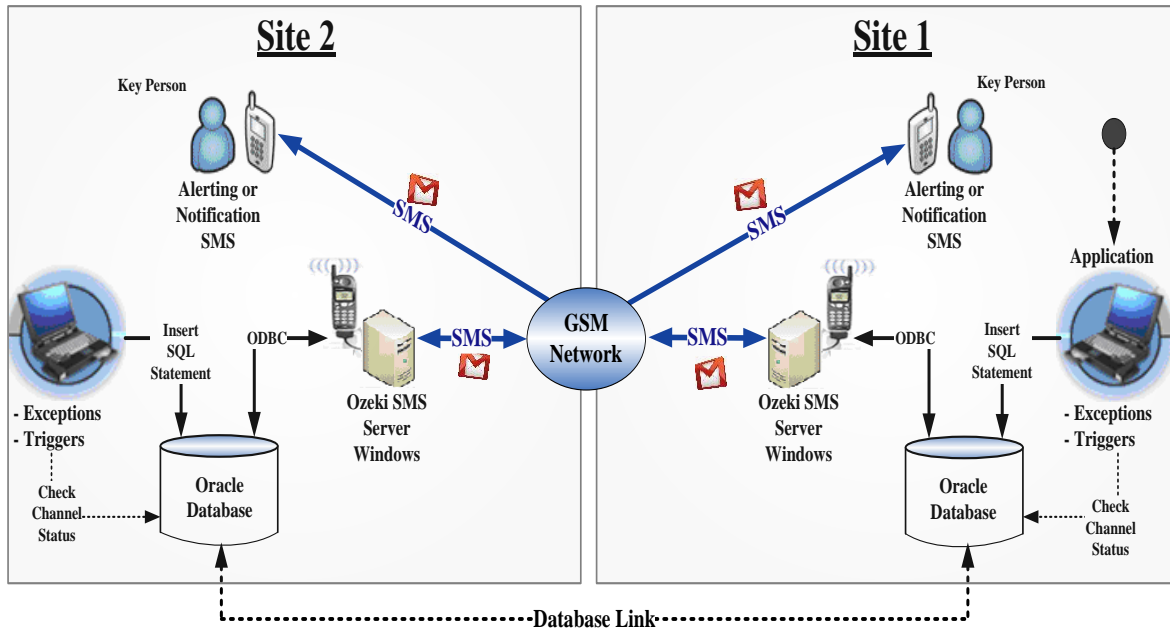 Site 2
Key Person
Alerting or
Notification
SMS
SMS
Insert
SQL
Statement
ODBC
SMS
- Exceptions
- Triggers
Ozeki SMS
Server
Windows
Check
Channel
Status
Oracle
Database
GSM
Network
Site 1
Key Person
Alerting or
Notification
SMS
SMS
Application
SMS
ODBC
Insert
SQL
Statement
Ozeki SMS
Server
Windows
- Exceptions
- Triggers
Oracle
Database
Check
Channel
Status
Database Link